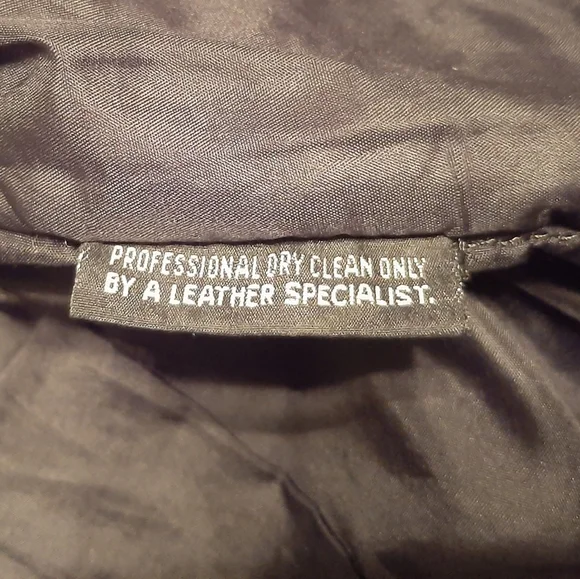 PROFESSIONAL DRY CLEAN ONLY
BY A LEATHER SPECIALIST.